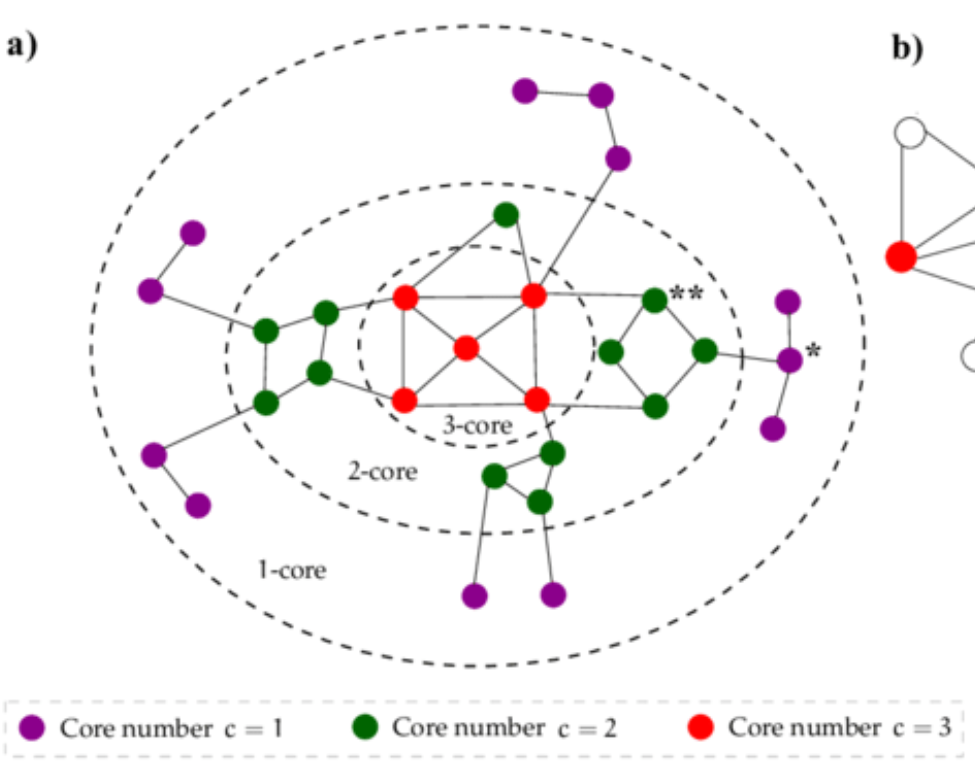 a)
b)
**
*
3-core
2-core
1-core
Core number c = 1
Core number c = 2
Core number c = 3